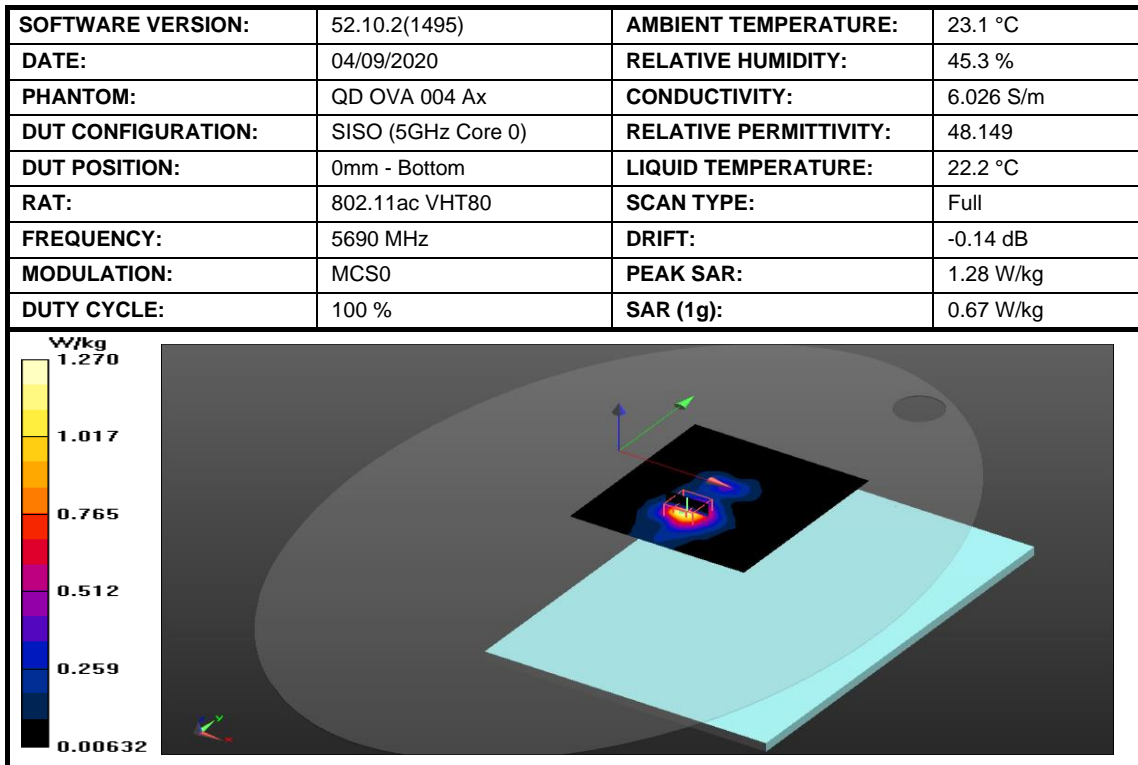 SOFTWARE VERSION: 52.10.2(1495) AMBIENT TEMPERATURE: 23.1 °C
DATE: 04/09/2020 RELATIVE HUMIDITY: 45.3 %
PHANTOM: QD OVA 004 Ax CONDUCTIVITY: 6.026 S/m
DUT CONFIGURATION: SISO (5GHz Core 0) RELATIVE PERMITTIVITY: 48.149
DUT POSITION: 0mm - Bottom LIQUID TEMPERATURE: 22.2 °C
RAT: 802.11ac VHT80 SCAN TYPE: Full
FREQUENCY: 5690 MHz DRIFT: -0.14 dB
MODULATION: MCS0 PEAK SAR: 1.28 W/kg
DUTY CYCLE: 100 % SAR (1g): 0.67 W/kg
W/kg
1.270
1.017
0.765
0.512
0.259
0.00632